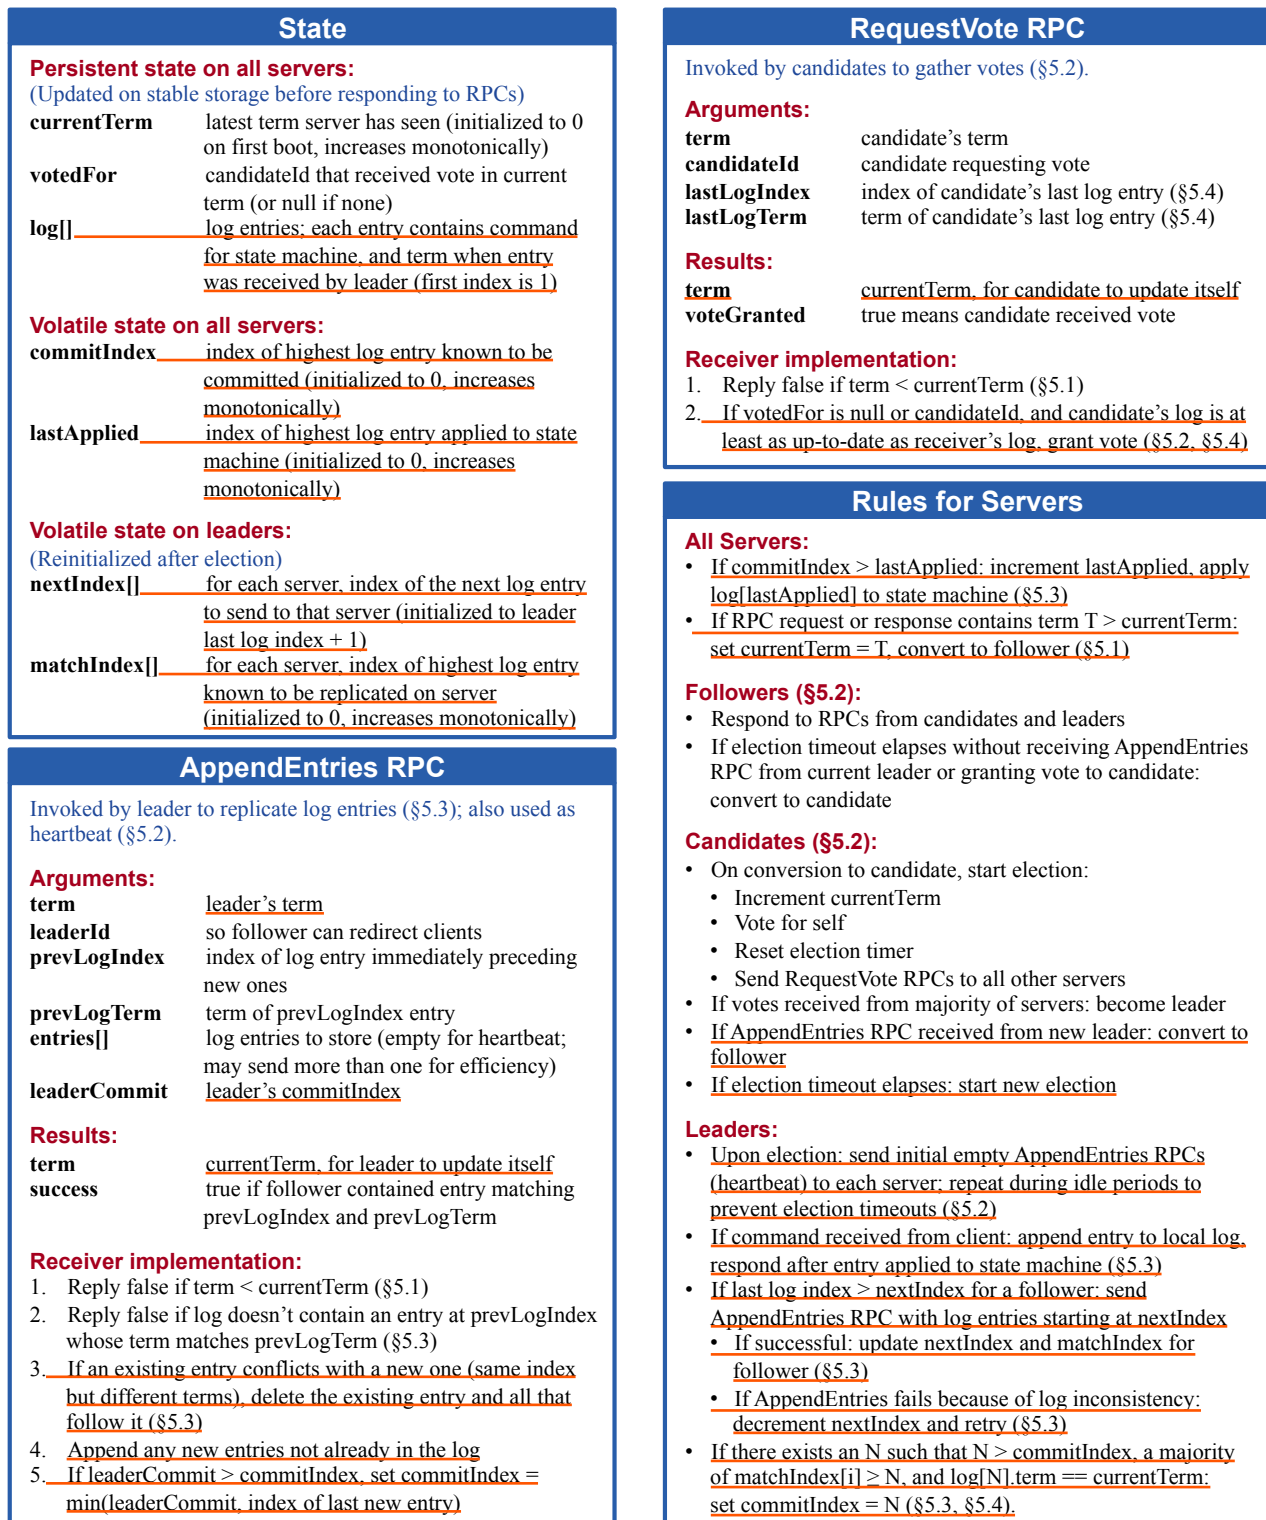 State
Persistent state on all servers:
(Updated on stable storage before responding to RPCs)
currentTerm latest term server has seen (initialized to 0
on first boot, increases monotonically)
votedFor candidateId that received vote in current
term (or null if none)
log[] log entries; each entry contains command
for state machine, and term when entry
was received by leader (first index is 1)
Volatile state on all servers:
commitIndex index of highest log entry known to be
committed (initialized to 0, increases
monotonically)
lastApplied index of highest log entry applied to state
machine (initialized to 0, increases
monotonically)
Volatile state on leaders:
(Reinitialized after election)
nextIndex[] for each server, index of the next log entry
to send to that server (initialized to leader
last log index + 1)
matchIndex[] for each server, index of highest log entry
known to be replicated on server
(initialized to 0, increases monotonically)
AppendEntries RPC
Invoked by leader to replicate log entries (§5.3); also used as
heartbeat (§5.2).
Arguments:
term leader's term
leaderId so follower can redirect clients
prevLogIndex index of log entry immediately preceding
new ones
prevLogTerm term of prevLogIndex entry
entries[] log entries to store (empty for heartbeat;
may send more than one for efficiency)
leaderCommit leader's commitIndex
Results:
term currentTerm, for leader to update itself
success true if follower contained entry matching
prevLogIndex and prevLogTerm
Receiver implementation:
1. Reply false if term < currentTerm (§5.1)
2. Reply false if log doesn't contain an entry at prevLogIndex
whose term matches prevLogTerm (§5.3)
3. If an existing entry conflicts with a new one (same index
but different terms), delete the existing entry and all that
follow it (§5.3)
4. Append any new entries not already in the log
5. If leaderCommit > commitIndex, set commitIndex =
min(leaderCommit, index of last new entry)
RequestVote RPC
Invoked by candidates to gather votes (§5.2).
Arguments:
term candidate's term
candidateId candidate requesting vote
lastLogIndex index of candidate's last log entry (§5.4)
lastLogTerm term of candidate's last log entry (§5.4)
Results:
term currentTerm, for candidate to update itself
voteGranted true means candidate received vote
Receiver implementation:
1. Reply false if term < currentTerm (§5.1)
2. If votedFor is null or candidateId, and candidate's log is at
least as up-to-date as receiver's log, grant vote (§5.2, §5.4)
Rules for Servers
All Servers:
• If commitIndex > lastApplied: increment lastApplied, apply
log[lastApplied] to state machine (§5.3)
• If RPC request or response contains term T > currentTerm:
set currentTerm = T, convert to follower (§5.1)
Followers (§5.2):
• Respond to RPCs from candidates and leaders
• If election timeout elapses without receiving AppendEntries
RPC from current leader or granting vote to candidate:
convert to candidate
Candidates (§5.2):
• On conversion to candidate, start election:
• Increment currentTerm
• Vote for self
• Reset election timer
• Send RequestVote RPCs to all other servers
• If votes received from majority of servers: become leader
• If AppendEntries RPC received from new leader: convert to
follower
• If election timeout elapses: start new election
Leaders:
• Upon election: send initial empty AppendEntries RPCs
(heartbeat) to each server; repeat during idle periods to
prevent election timeouts (§5.2)
• If command received from client: append entry to local log,
respond after entry applied to state machine (§5.3)
• If last log index ≥ nextIndex for a follower: send
AppendEntries RPC with log entries starting at nextIndex
• If successful: update nextIndex and matchIndex for
follower (§5.3)
• If AppendEntries fails because of log inconsistency:
decrement nextIndex and retry (§5.3)
• If there exists an N such that N > commitIndex, a majority
of matchIndex[i] ≥ N, and log[N].term == currentTerm:
set commitIndex = N (§5.3, §5.4).